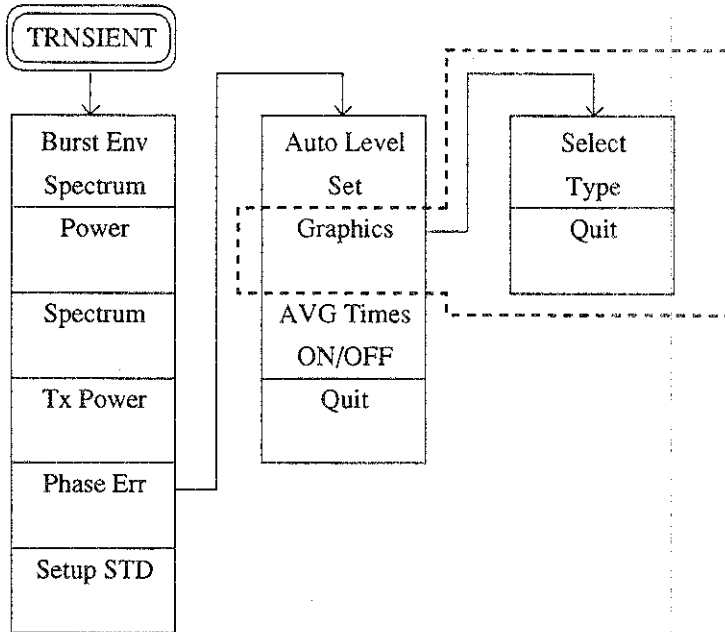 TRNSIENT
Burst Env
Spectrum
Power
Spectrum
Tx Power
Phase Err
Setup STD
Auto Level
Set
Graphics
AVG Times
ON/OFF
Quit
Select
Type
Quit